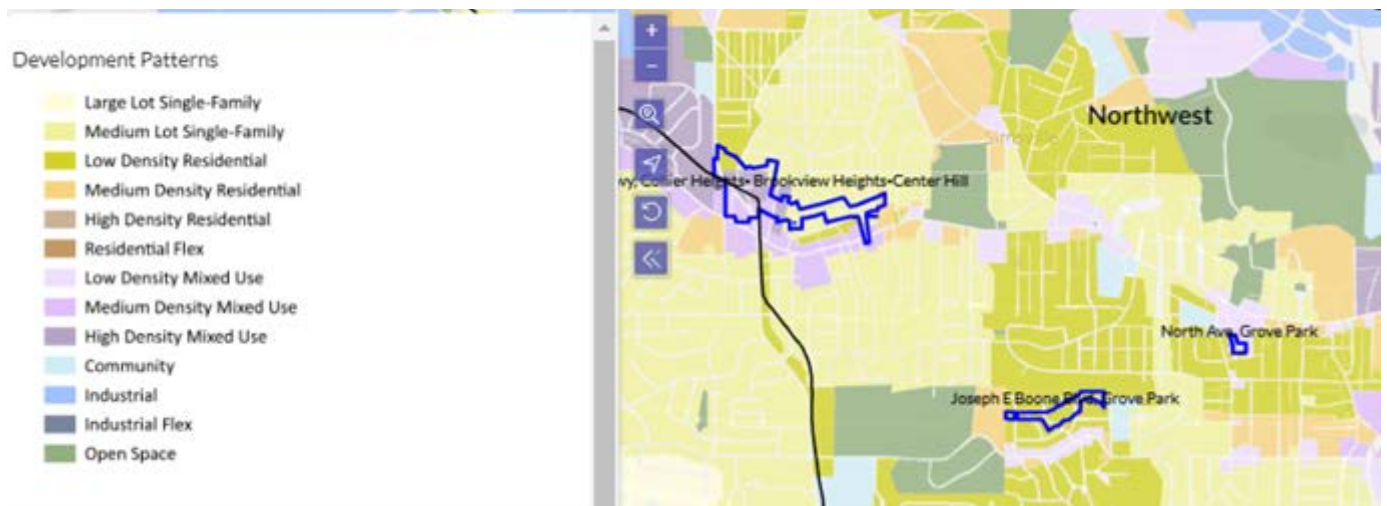 Development Patterns
Large Lot Single-Family
Medium Lot Single-Family
Low Density Residential
Medium Density Residential
High Density Residential
Residential Flex
Low Density Mixed Use
Medium Density Mixed Use
High Density Mixed Use
Community
Industrial
Industrial Flex
Open Space
+
−
Northwest
wy, Collier Heights- Brookview Heights-Center Hill
North Ave, Grove Park
Joseph E Boone Blvd, Grove Park